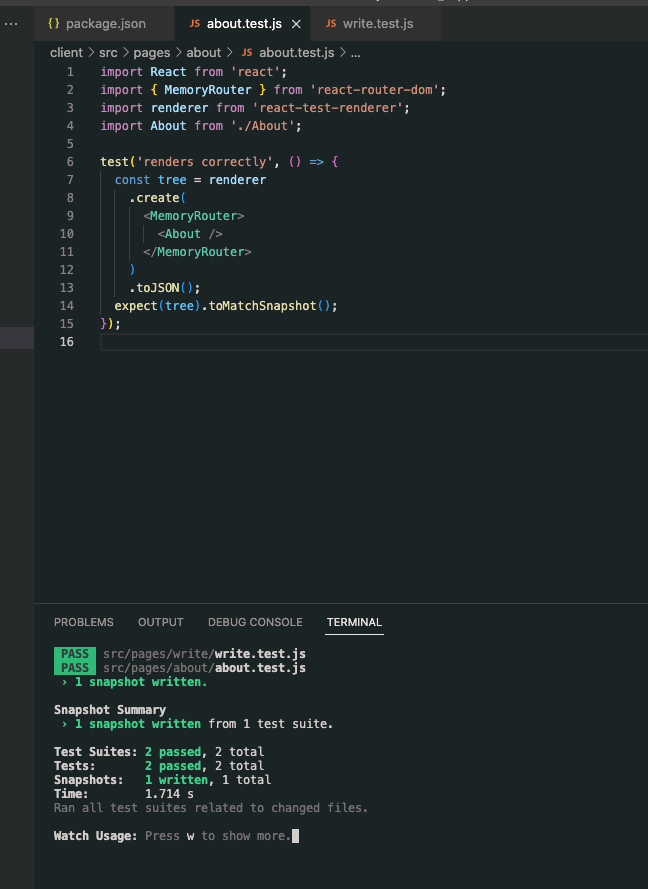 ... {} package.json JS about.test.js × JS write.test.js
client > src > pages > about > JS about.test.js > ...
1 import React from 'react';
2 import { MemoryRouter } from 'react-router-dom';
3 import renderer from 'react-test-renderer';
4 import About from './About';
5
6 test('renders correctly', () => {
7 const tree = renderer
8 .create(
9 <MemoryRouter>
10 <About />
11 </MemoryRouter>
12 )
13 .toJSON();
14 expect(tree).toMatchSnapshot();
15 });
16
PROBLEMS OUTPUT DEBUG CONSOLE TERMINAL
PASS src/pages/write/write.test.js
PASS src/pages/about/about.test.js
› 1 snapshot written.
Snapshot Summary
› 1 snapshot written from 1 test suite.
Test Suites: 2 passed, 2 total
Tests: 2 passed, 2 total
Snapshots: 1 written, 1 total
Time: 1.714 s
Ran all test suites related to changed files.
Watch Usage: Press w to show more.